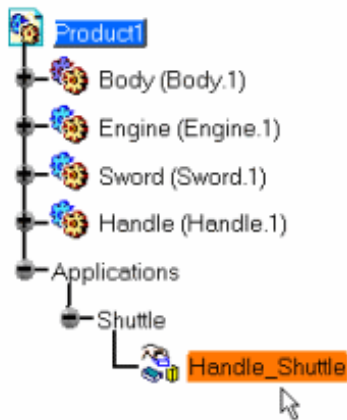 Product1
Body (Body.1)
Engine (Engine.1)
Sword (Sword.1)
Handle (Handle.1)
Applications
Shuttle
Handle_Shuttle